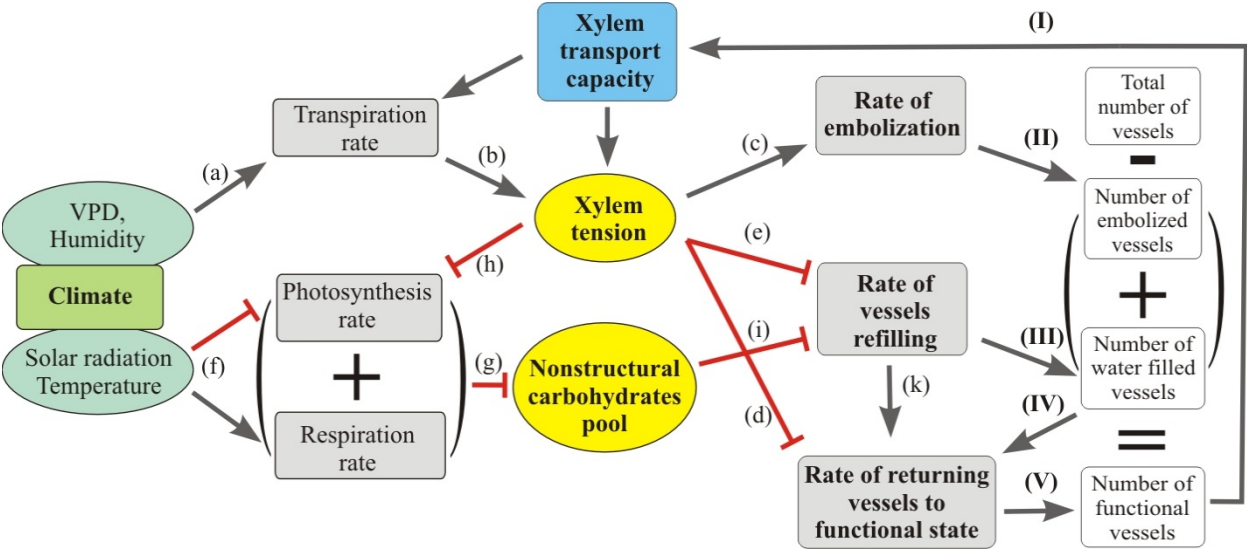 Xylem
transport
capacity
(I)
Total
number of
vessels
-
Rate of
embolization
(II)
(c)
Transpiration
rate
(a)
(b)
VPD,
Humidity
Climate
Solar radiation
Temperature
Xylem
tension
(h)
(e)
Number of
embolized
vessels
+
Number of
water filled
vessels
=
Number of
functional
vessels
Photosynthesis
rate
+
Respiration
rate
(f)
(g)
Nonstructural
carbohydrates
pool
(i)
(d)
Rate of
vessels
refilling
(III)
(k)
(IV)
Rate of returning
vessels to
functional state
(V)